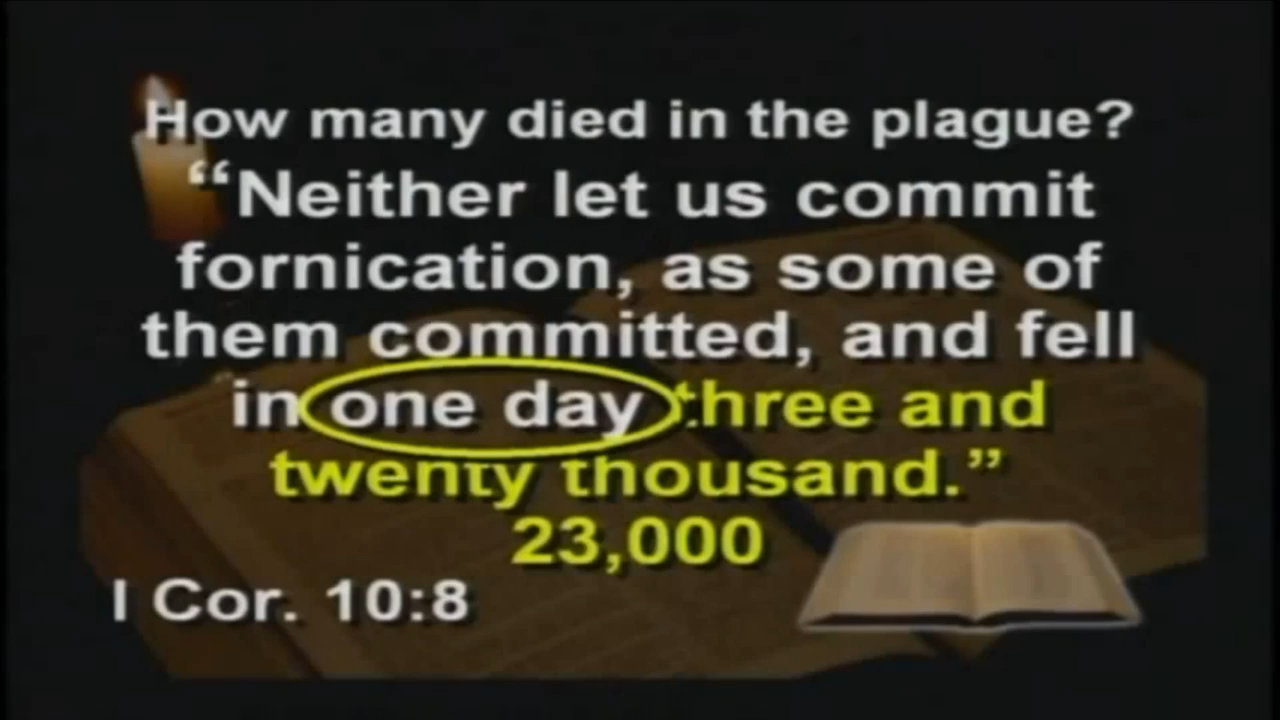 How many died in the plague?
“Neither let us commit
fornication, as some of
them committed, and fell
in one day three and
twenty thousand.”
23,000
I Cor. 10:8